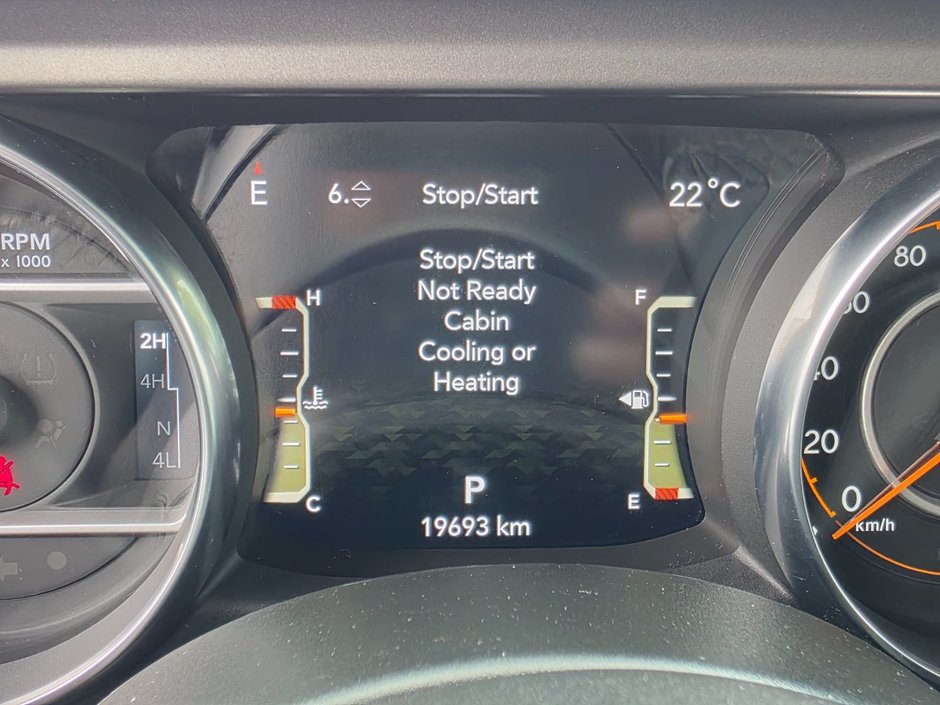 E
6.
Stop/Start
22°C
RPM
x 1000
Stop/Start
Not Ready
Cabin
Cooling or
Heating
H
C
F
E
2H
4H
N
4L
P
19693 km
80
40
20
0
km/h